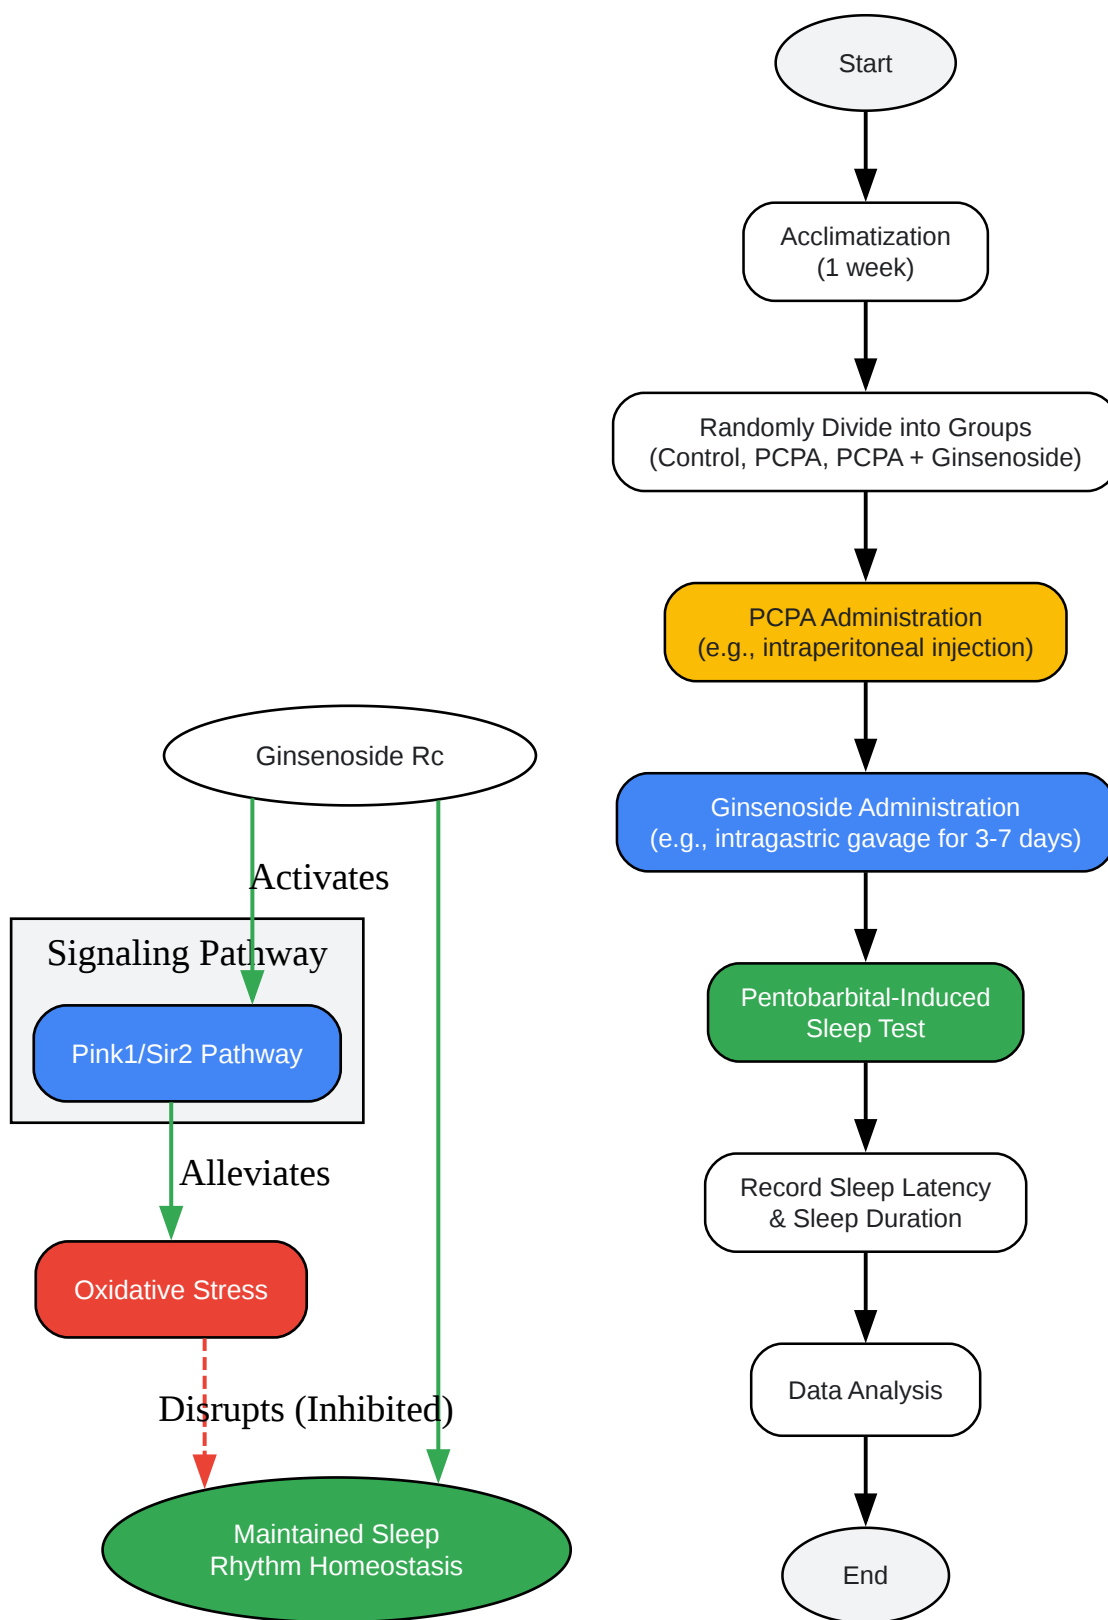 Start
Acclimatization
(1 week)
Randomly Divide into Groups
(Control, PCPA, PCPA + Ginsenoside)
PCPA Administration
(e.g., intraperitoneal injection)
Ginsenoside Administration
(e.g., intragastric gavage for 3-7 days)
Pentobarbital-Induced
Sleep Test
Record Sleep Latency
& Sleep Duration
Data Analysis
End
Ginsenoside Rc
Activates
Signaling Pathway
Pink1/Sir2 Pathway
Alleviates
Oxidative Stress
Disrupts (Inhibited)
Maintained Sleep
Rhythm Homeostasis